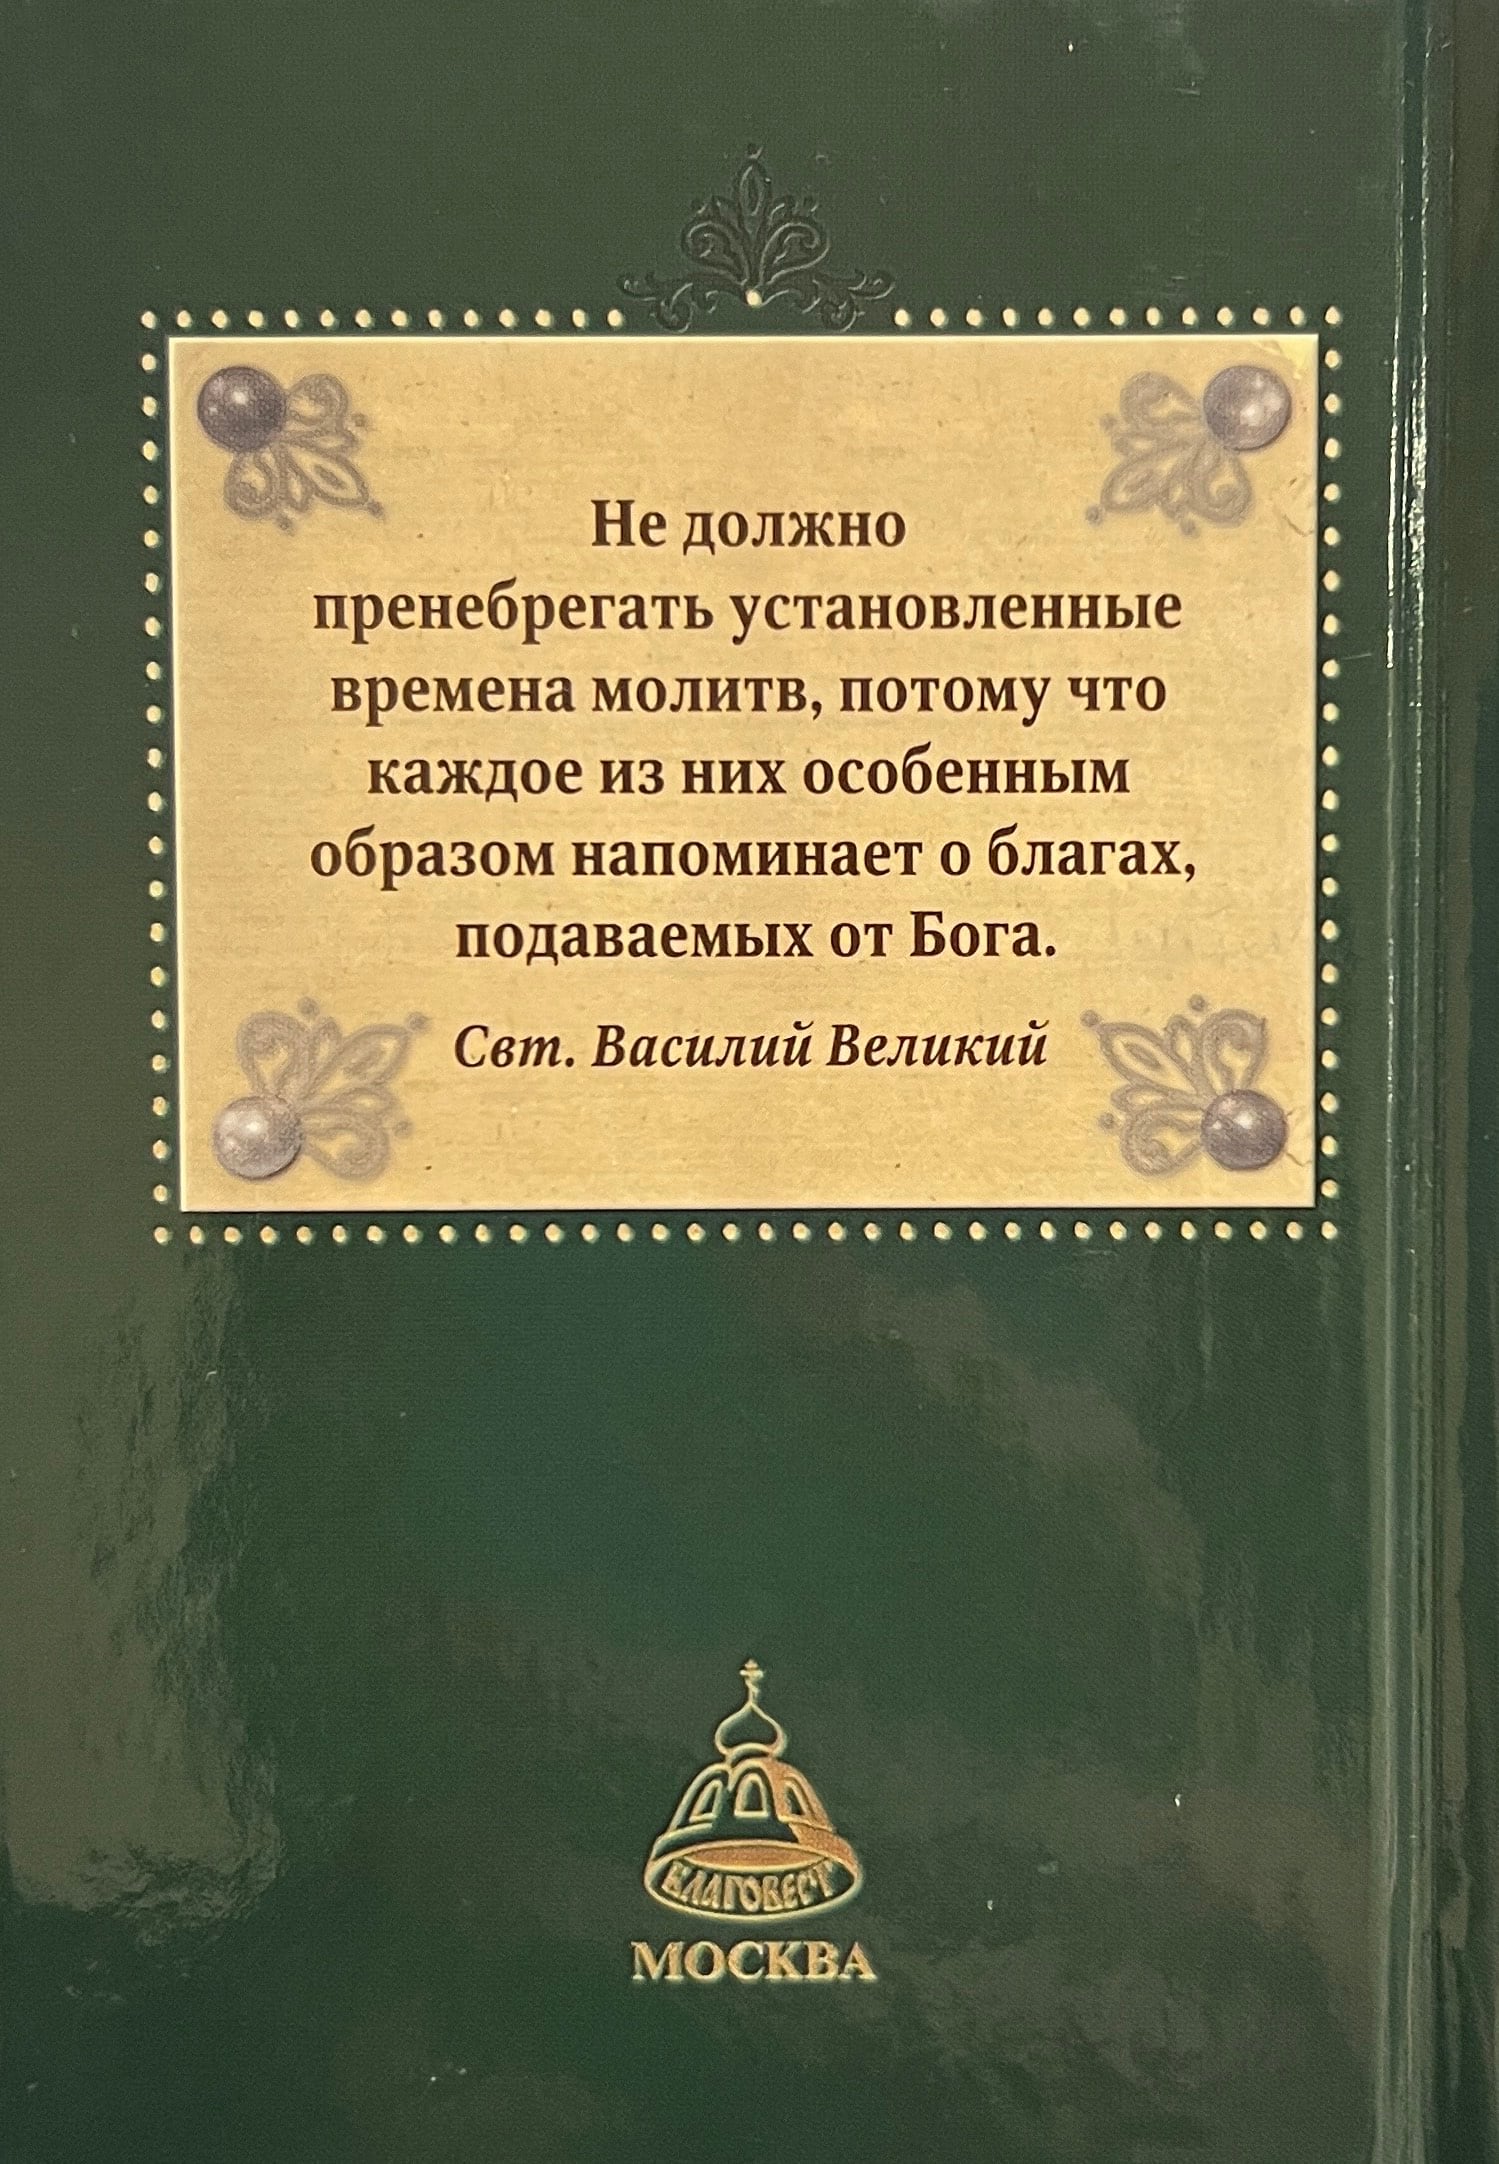 Не должно
пренебрегать установленные
времена молитв, потому что
каждое из них особенным
образом напоминает о благах,
подаваемых от Бога.
Свт. Василий Великий
БЛАГОВЕСТ
МОСКВА